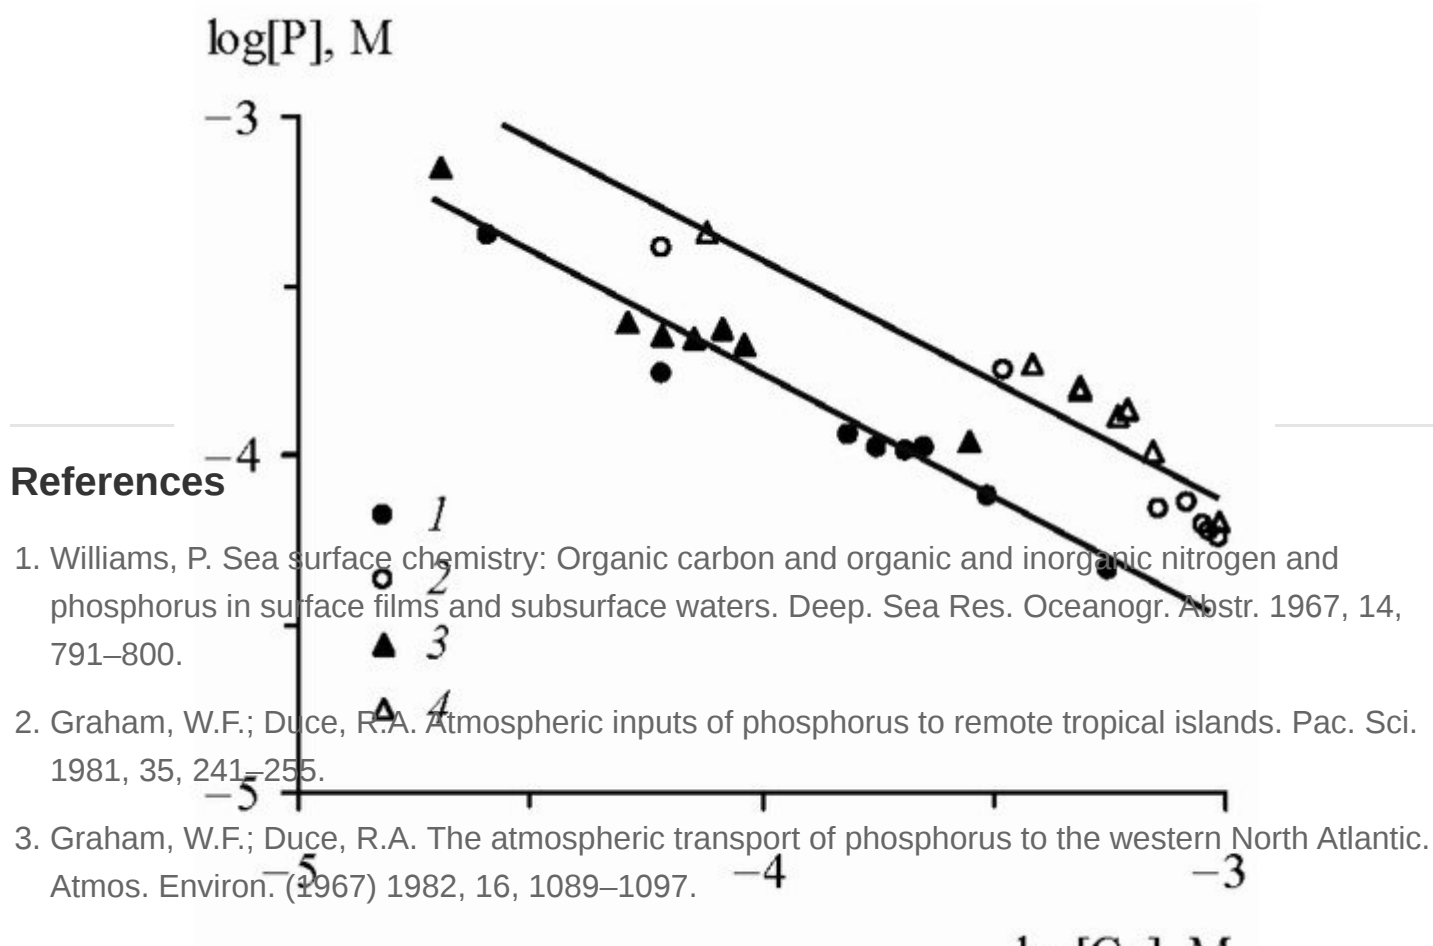 log[P], M
−3
−4
References
1
1. Williams, P. Sea surface chemistry: Organic carbon and organic and inorganic nitrogen and
2
phosphorus in surface films and subsurface waters. Deep. Sea Res. Oceanogr. Abstr. 1967, 14,
3
791–800.
4
2. Graham, W.F.; Duce, R.A. Atmospheric inputs of phosphorus to remote tropical islands. Pac. Sci.
1981, 35, 241–255.
−5
3. Graham, W.F.; Duce, R.A. The atmospheric transport of phosphorus to the western North Atlantic.
−5 −4 −3
Atmos. Environ. (1967) 1982, 16, 1089–1097.